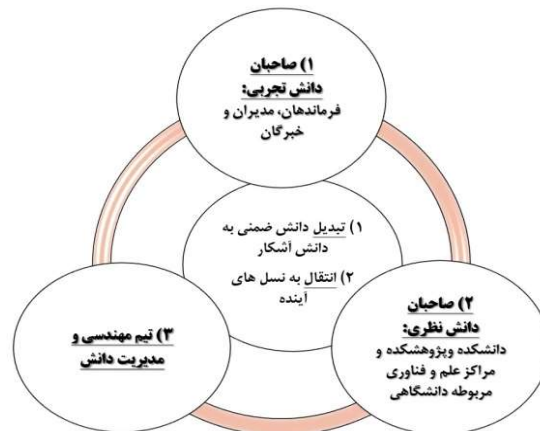 ۱) صاحبان
دانش تجربی:
فرماندهان، مدیران و
خبرگان
۱) تبدیل دانش ضمنی به
دانش آشکار
۲) انتقال به نسل های
آینده
۲) صاحبان
دانش نظری:
دانشکده وپژوهشکده و
مراکز علم و فناوری
مربوطه دانشگاهی
۳) تیم مهندسی و
مدیریت دانش